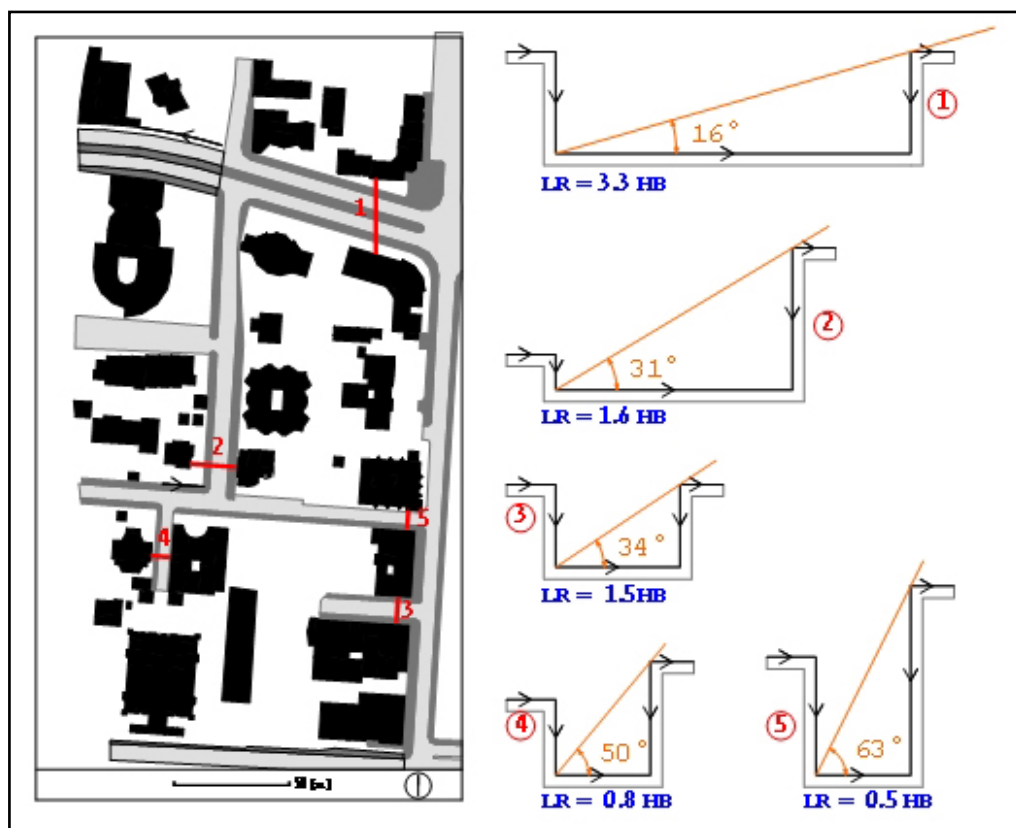 1
2
5
4
3
50 [m]
16°
①
LR = 3.3 HB
31°
②
LR = 1.6 HB
③
34°
LR = 1.5HB
④
50°
LR = 0.8 HB
⑤
63°
LR = 0.5 HB